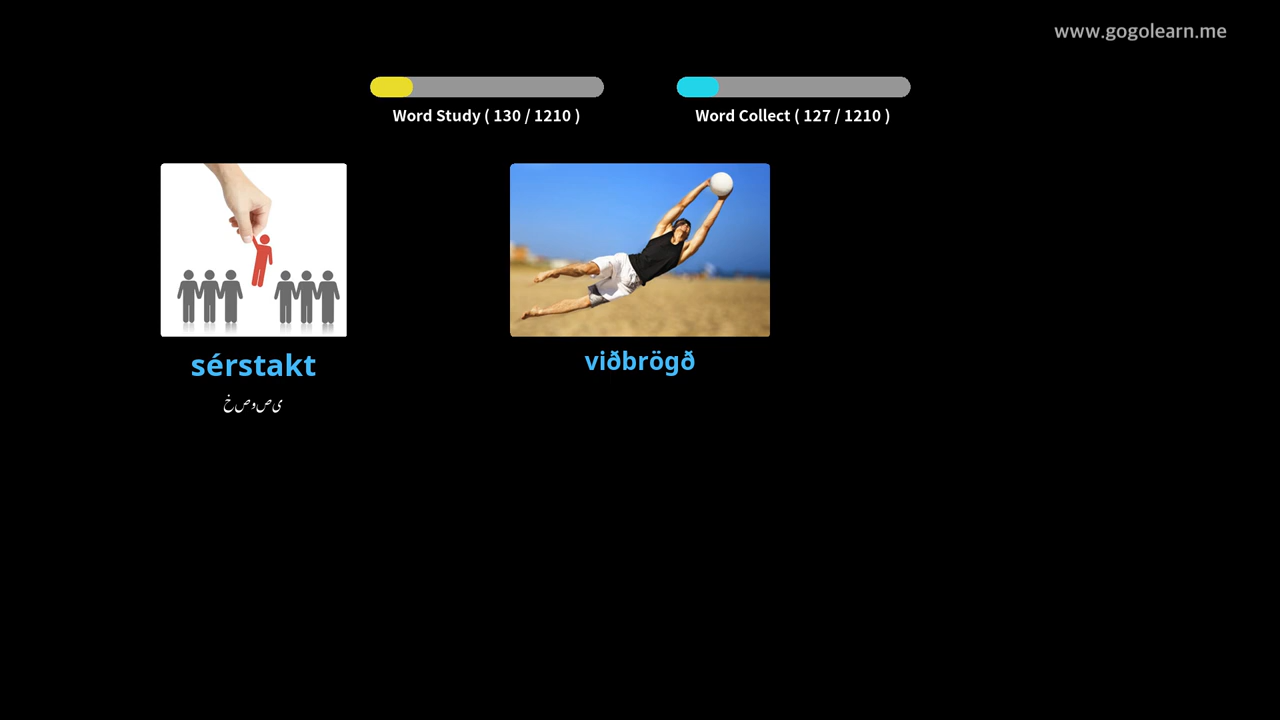 www.gogolearn.me
Word Study ( 130 / 1210 )
Word Collect ( 127 / 1210 )
sérstakt
ی‌ص‌و‌ص‌خ
viðbrögð